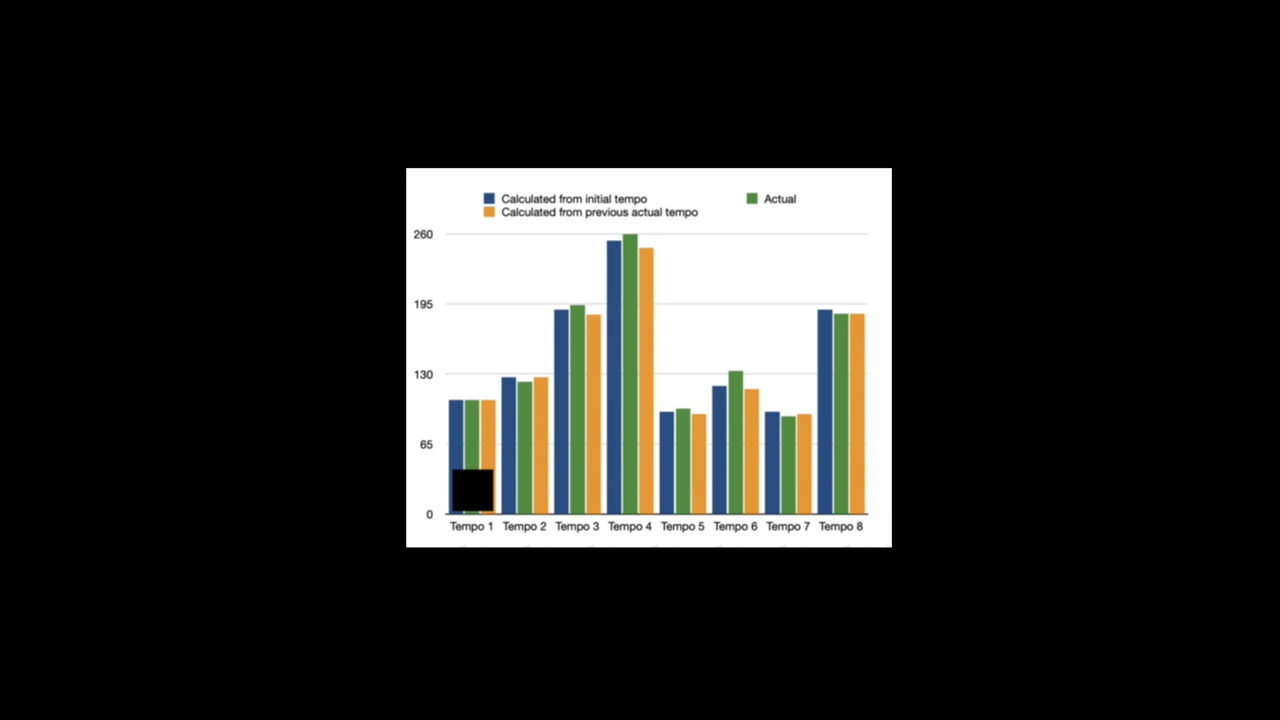 Calculated from initial tempo
Actual
Calculated from previous actual tempo
260
195
130
65
0
Tempo 1 Tempo 2 Tempo 3 Tempo 4 Tempo 5 Tempo 6 Tempo 7 Tempo 8